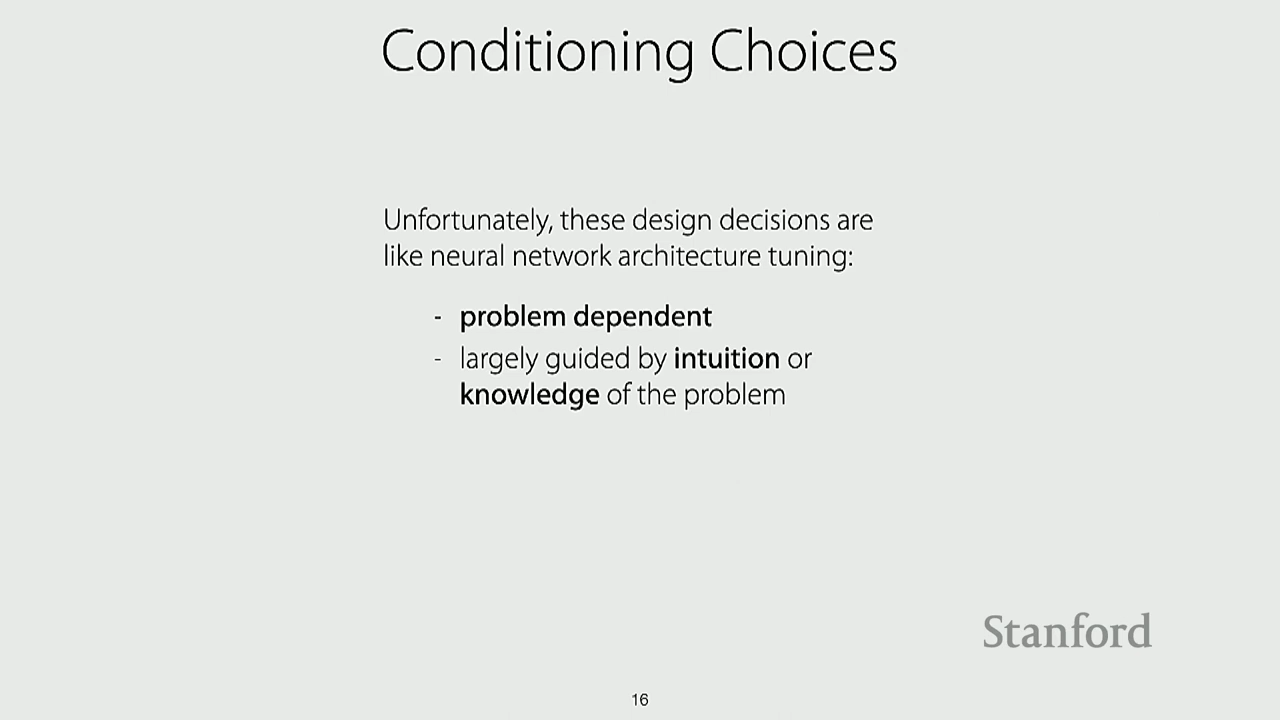 Conditioning Choices
Unfortunately, these design decisions are
like neural network architecture tuning:
- problem dependent
- largely guided by intuition or
knowledge of the problem
Stanford
16